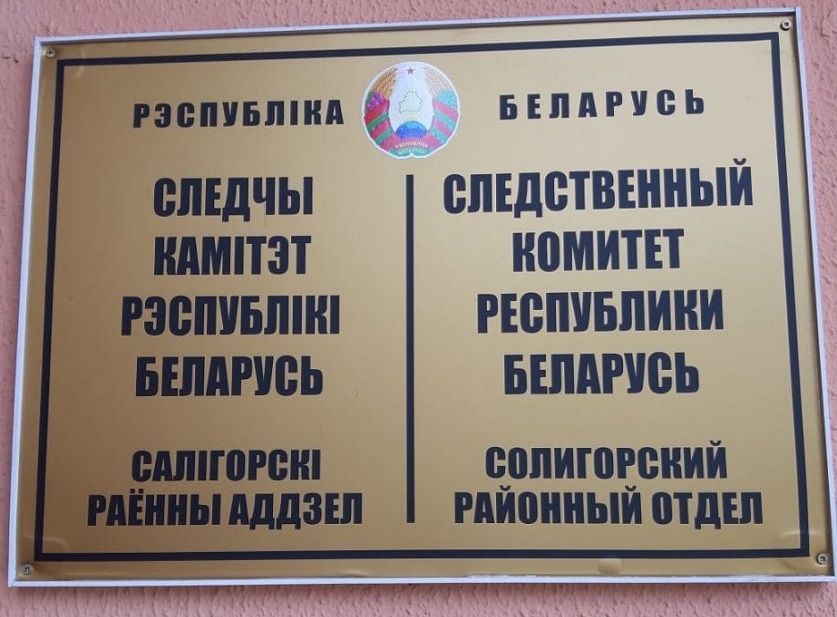 РЭСПУБЛІКА БЕЛАРУСЬ
СЛЕДЧЫ
КАМІТЭТ
РЭСПУБЛІКІ
БЕЛАРУСЬ
САЛІГОРСКІ
РАЁННЫ АДДЗЕЛ
СЛЕДСТВЕННЫЙ
КОМИТЕТ
РЕСПУБЛИКИ
БЕЛАРУСЬ
СОЛИГОРСКИЙ
РАЙОННЫЙ ОТДЕЛ